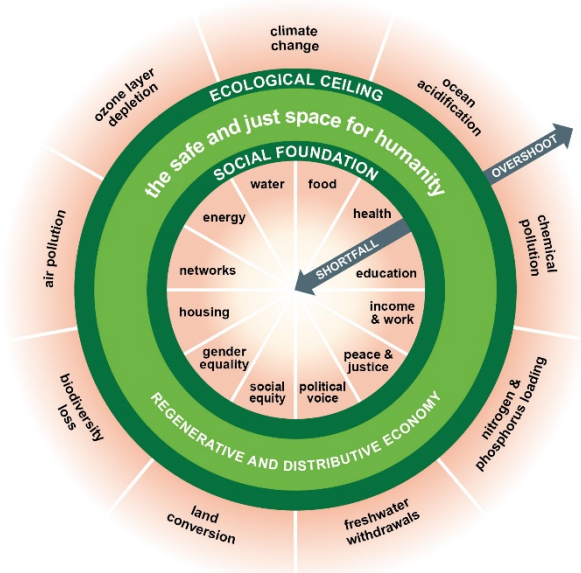 climate
change
ozone layer
depletion
ECOLOGICAL CEILING
ocean
acidification
the safe and just space for humanity
OVERSHOOT
SOCIAL FOUNDATION
water
food
energy
health
SHORTFALL
air pollution
chemical
pollution
networks
education
housing
income
& work
gender
equality
peace &
justice
social
equity
political
voice
biodiversity
loss
nitrogen &
phosphorus loading
REGENERATIVE AND DISTRIBUTIVE ECONOMY
land
conversion
freshwater
withdrawals